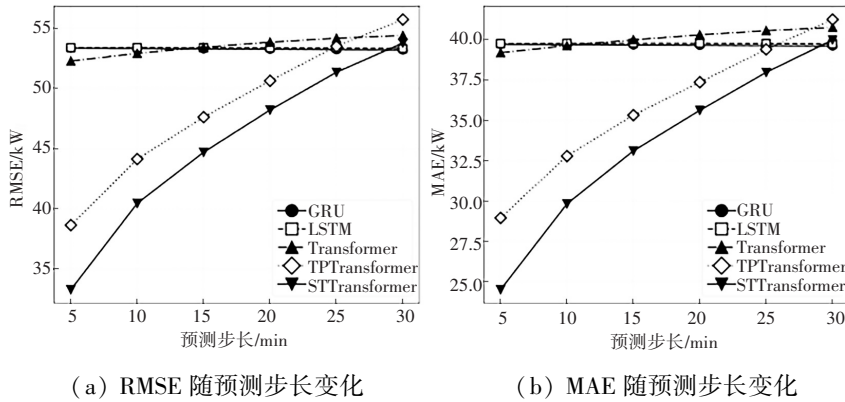 RMSE/kW
55
50
45
40
35
5 10 15 20 25 30
预测步长/min
GRU
LSTM
Transformer
TPTransformer
STTransformer
(a) RMSE 随预测步长变化
MAE/kW
40.0
37.5
35.0
32.5
30.0
27.5
25.0
5 10 15 20 25 30
预测步长/min
GRU
LSTM
Transformer
TPTransformer
STTransformer
(b) MAE 随预测步长变化